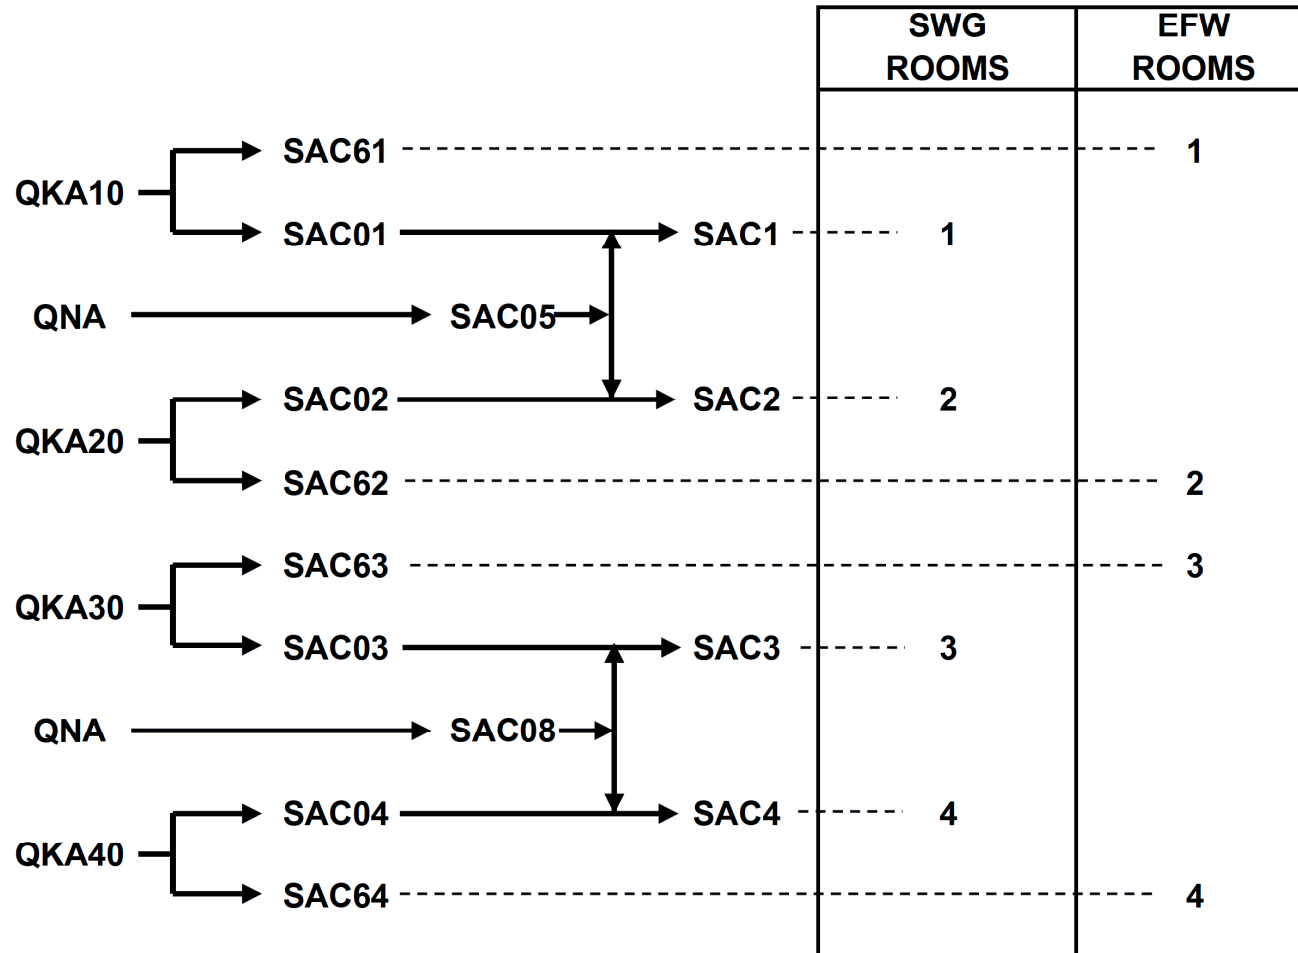 SWG EFW
ROOMS ROOMS
SAC61 1
QKA10
SAC01 SAC1 1
QNA SAC05
SAC02 SAC2 2
QKA20
SAC62 2
SAC63 3
QKA30
SAC03 SAC3 3
QNA SAC08
SAC04 SAC4 4
QKA40
SAC64 4